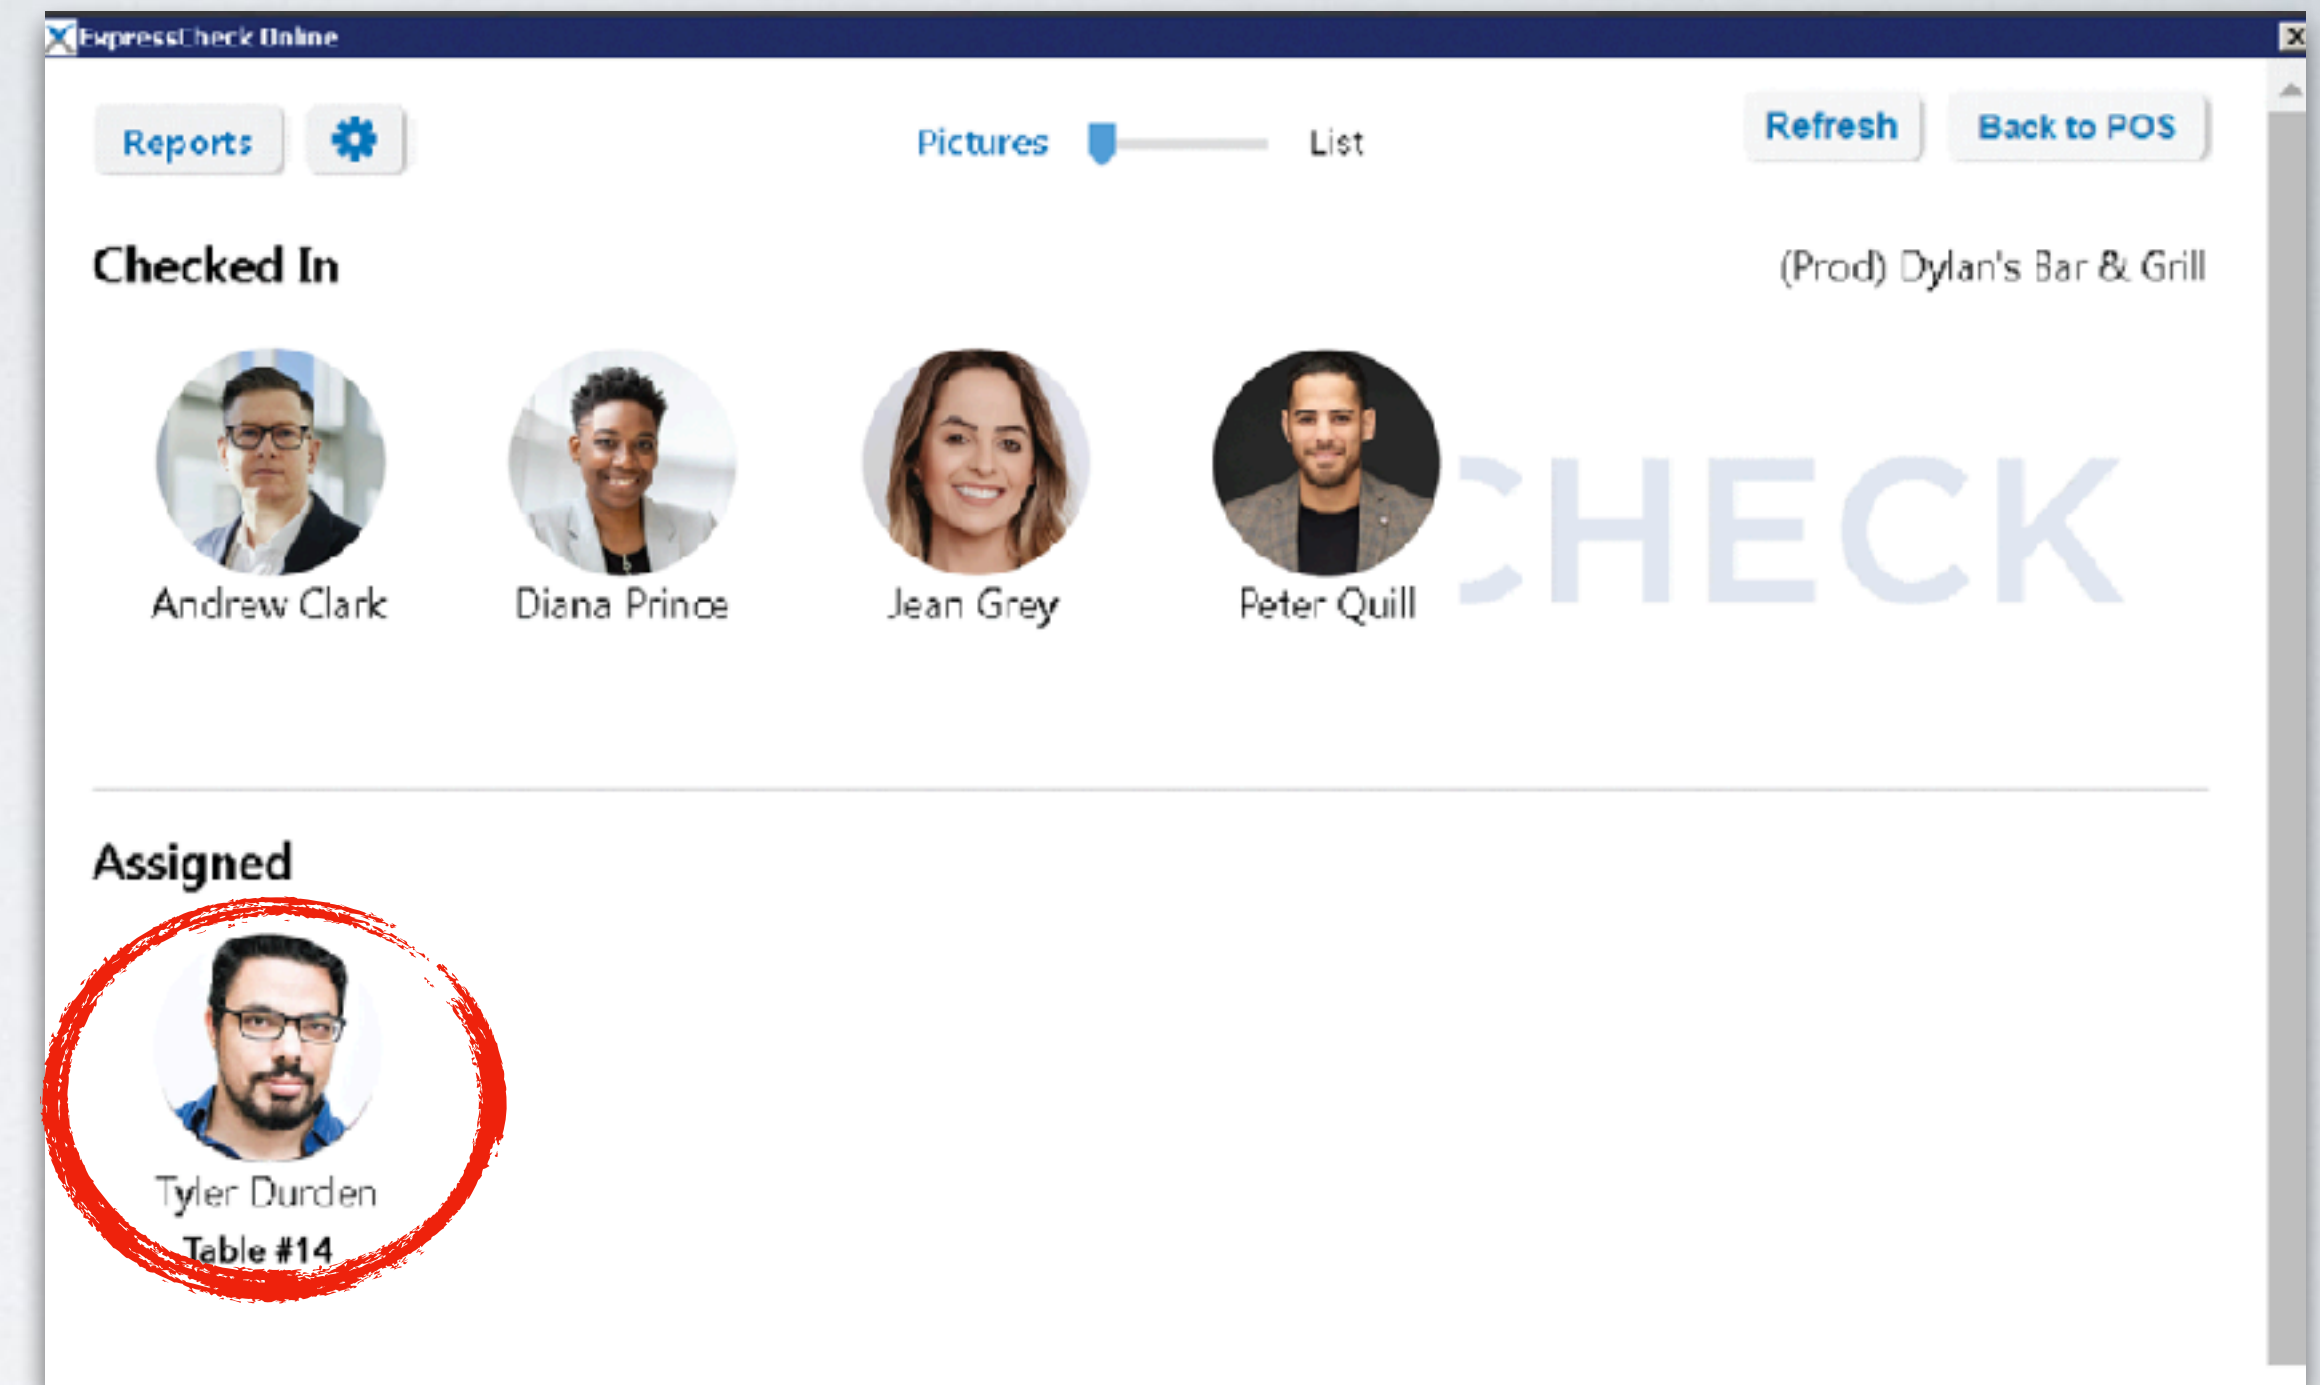 ExpressCheck Online
Reports
Pictures List
Refresh Back to POS
Checked In
(Prod) Dylan's Bar & Grill
CHECK
Andrew Clark Diana Prince Jean Grey Peter Quill
Assigned
Tyler Durden
Table #14